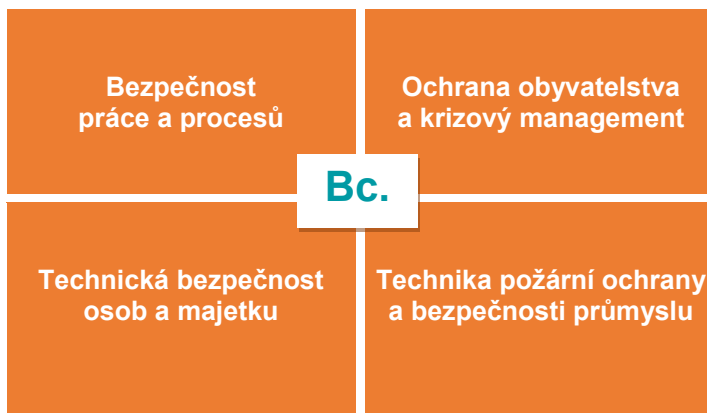 Bezpečnost
práce a procesů
Ochrana obyvatelstva
a krizový management
Bc.
Technická bezpečnost
osob a majetku
Technika požární ochrany
a bezpečnosti průmyslu